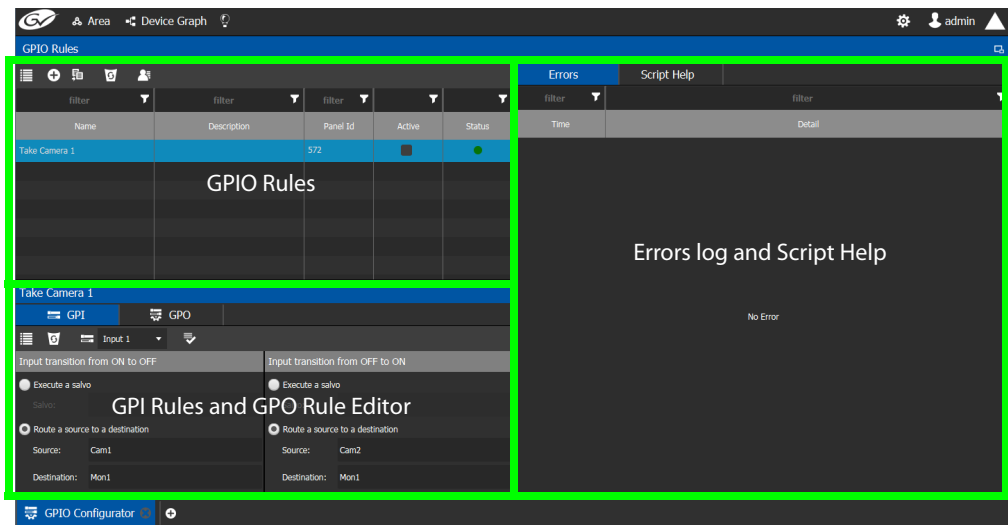 GV Area Device Graph admin
GPIO Rules
filter filter filter
Name Description Panel Id Active Status
Take Camera 1 572
GPIO Rules
Errors Script Help
filter filter
Time Detail
Errors log and Script Help
No Error
Take Camera 1
GPI GPO
Input 1
Input transition from ON to OFF Input transition from OFF to ON
Execute a salvo Execute a salvo
Salvo:
GPI Rules and GPO Rule Editor
Route a source to a destination Route a source to a destination
Source: Cam1 Source: Cam2
Destination: Mon1 Destination: Mon1
GPIO Configurator